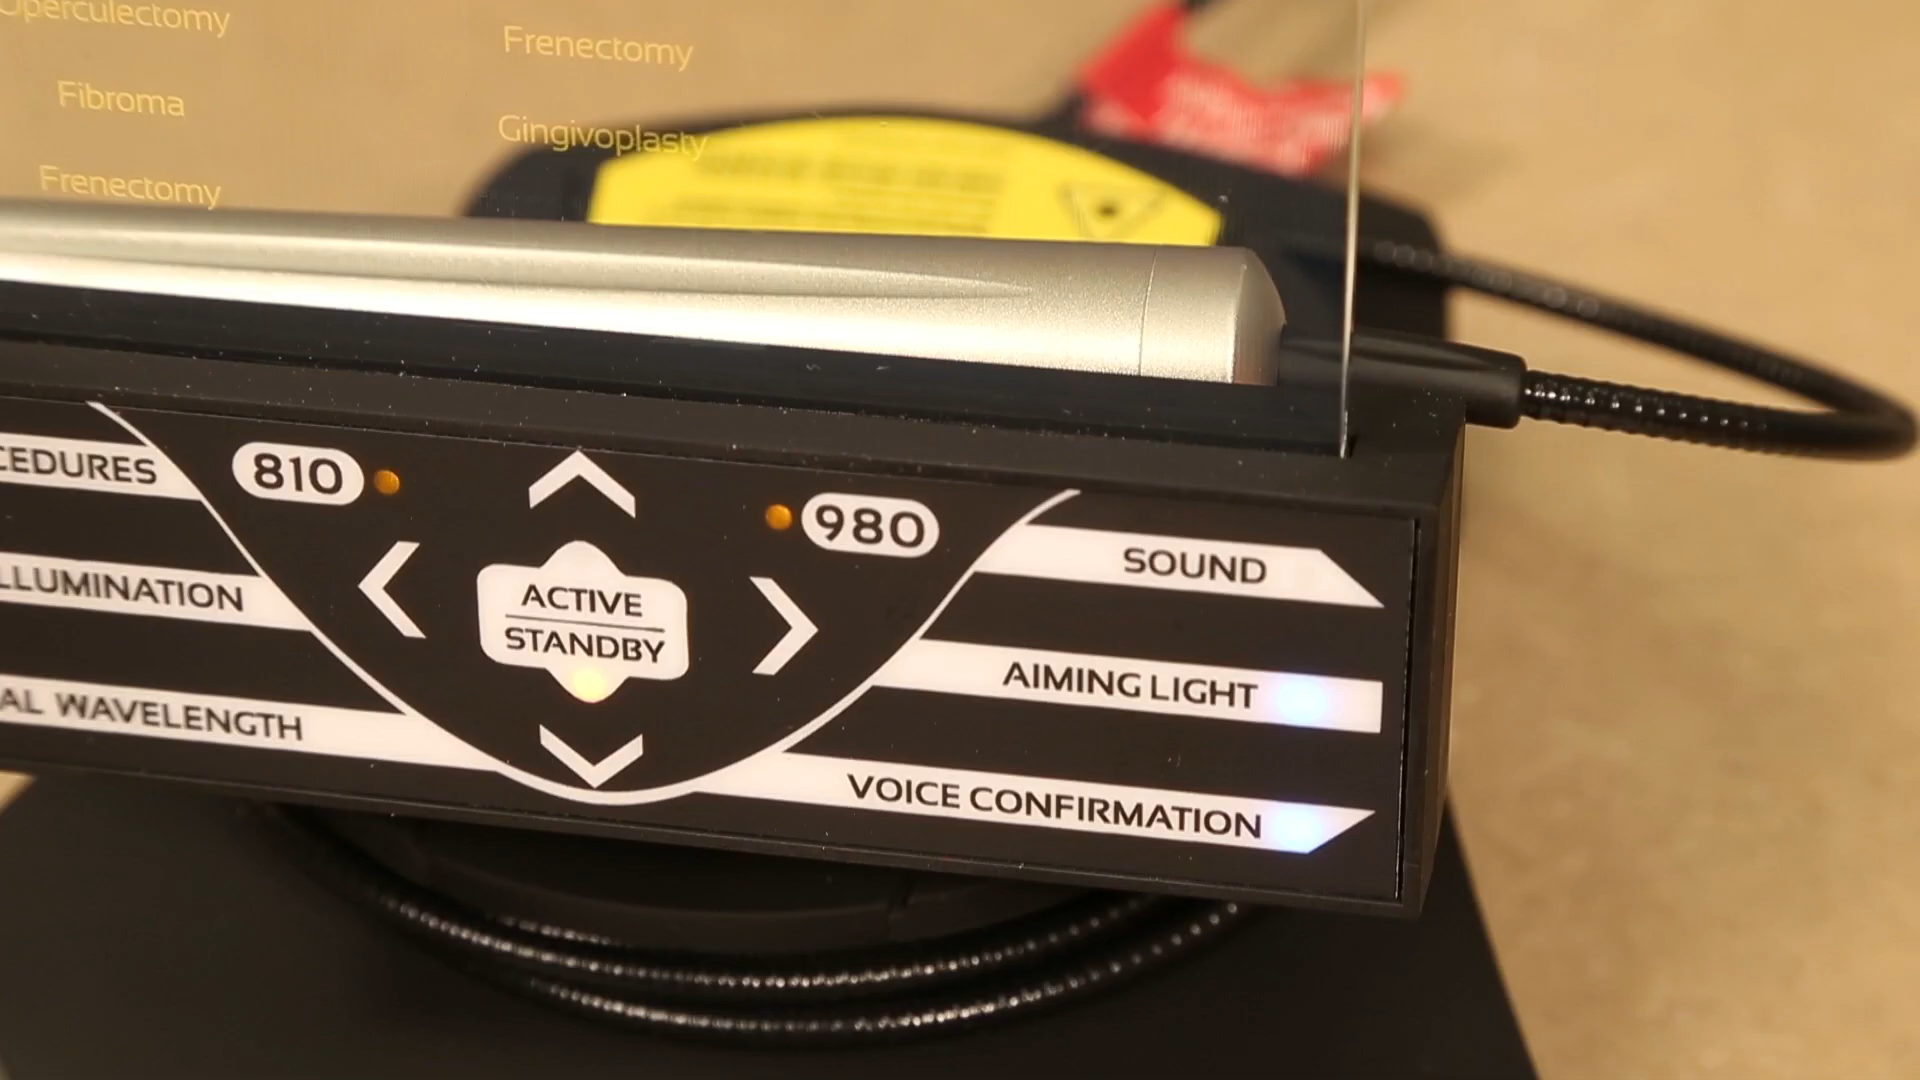 Operculectomy
Frenectomy
Fibroma
Gingivoplasty
Frenectomy
CEDURES
810
980
SOUND
ACTIVE
STANDBY
LLUMINATION
AIMING LIGHT
AL WAVELENGTH
VOICE CONFIRMATION